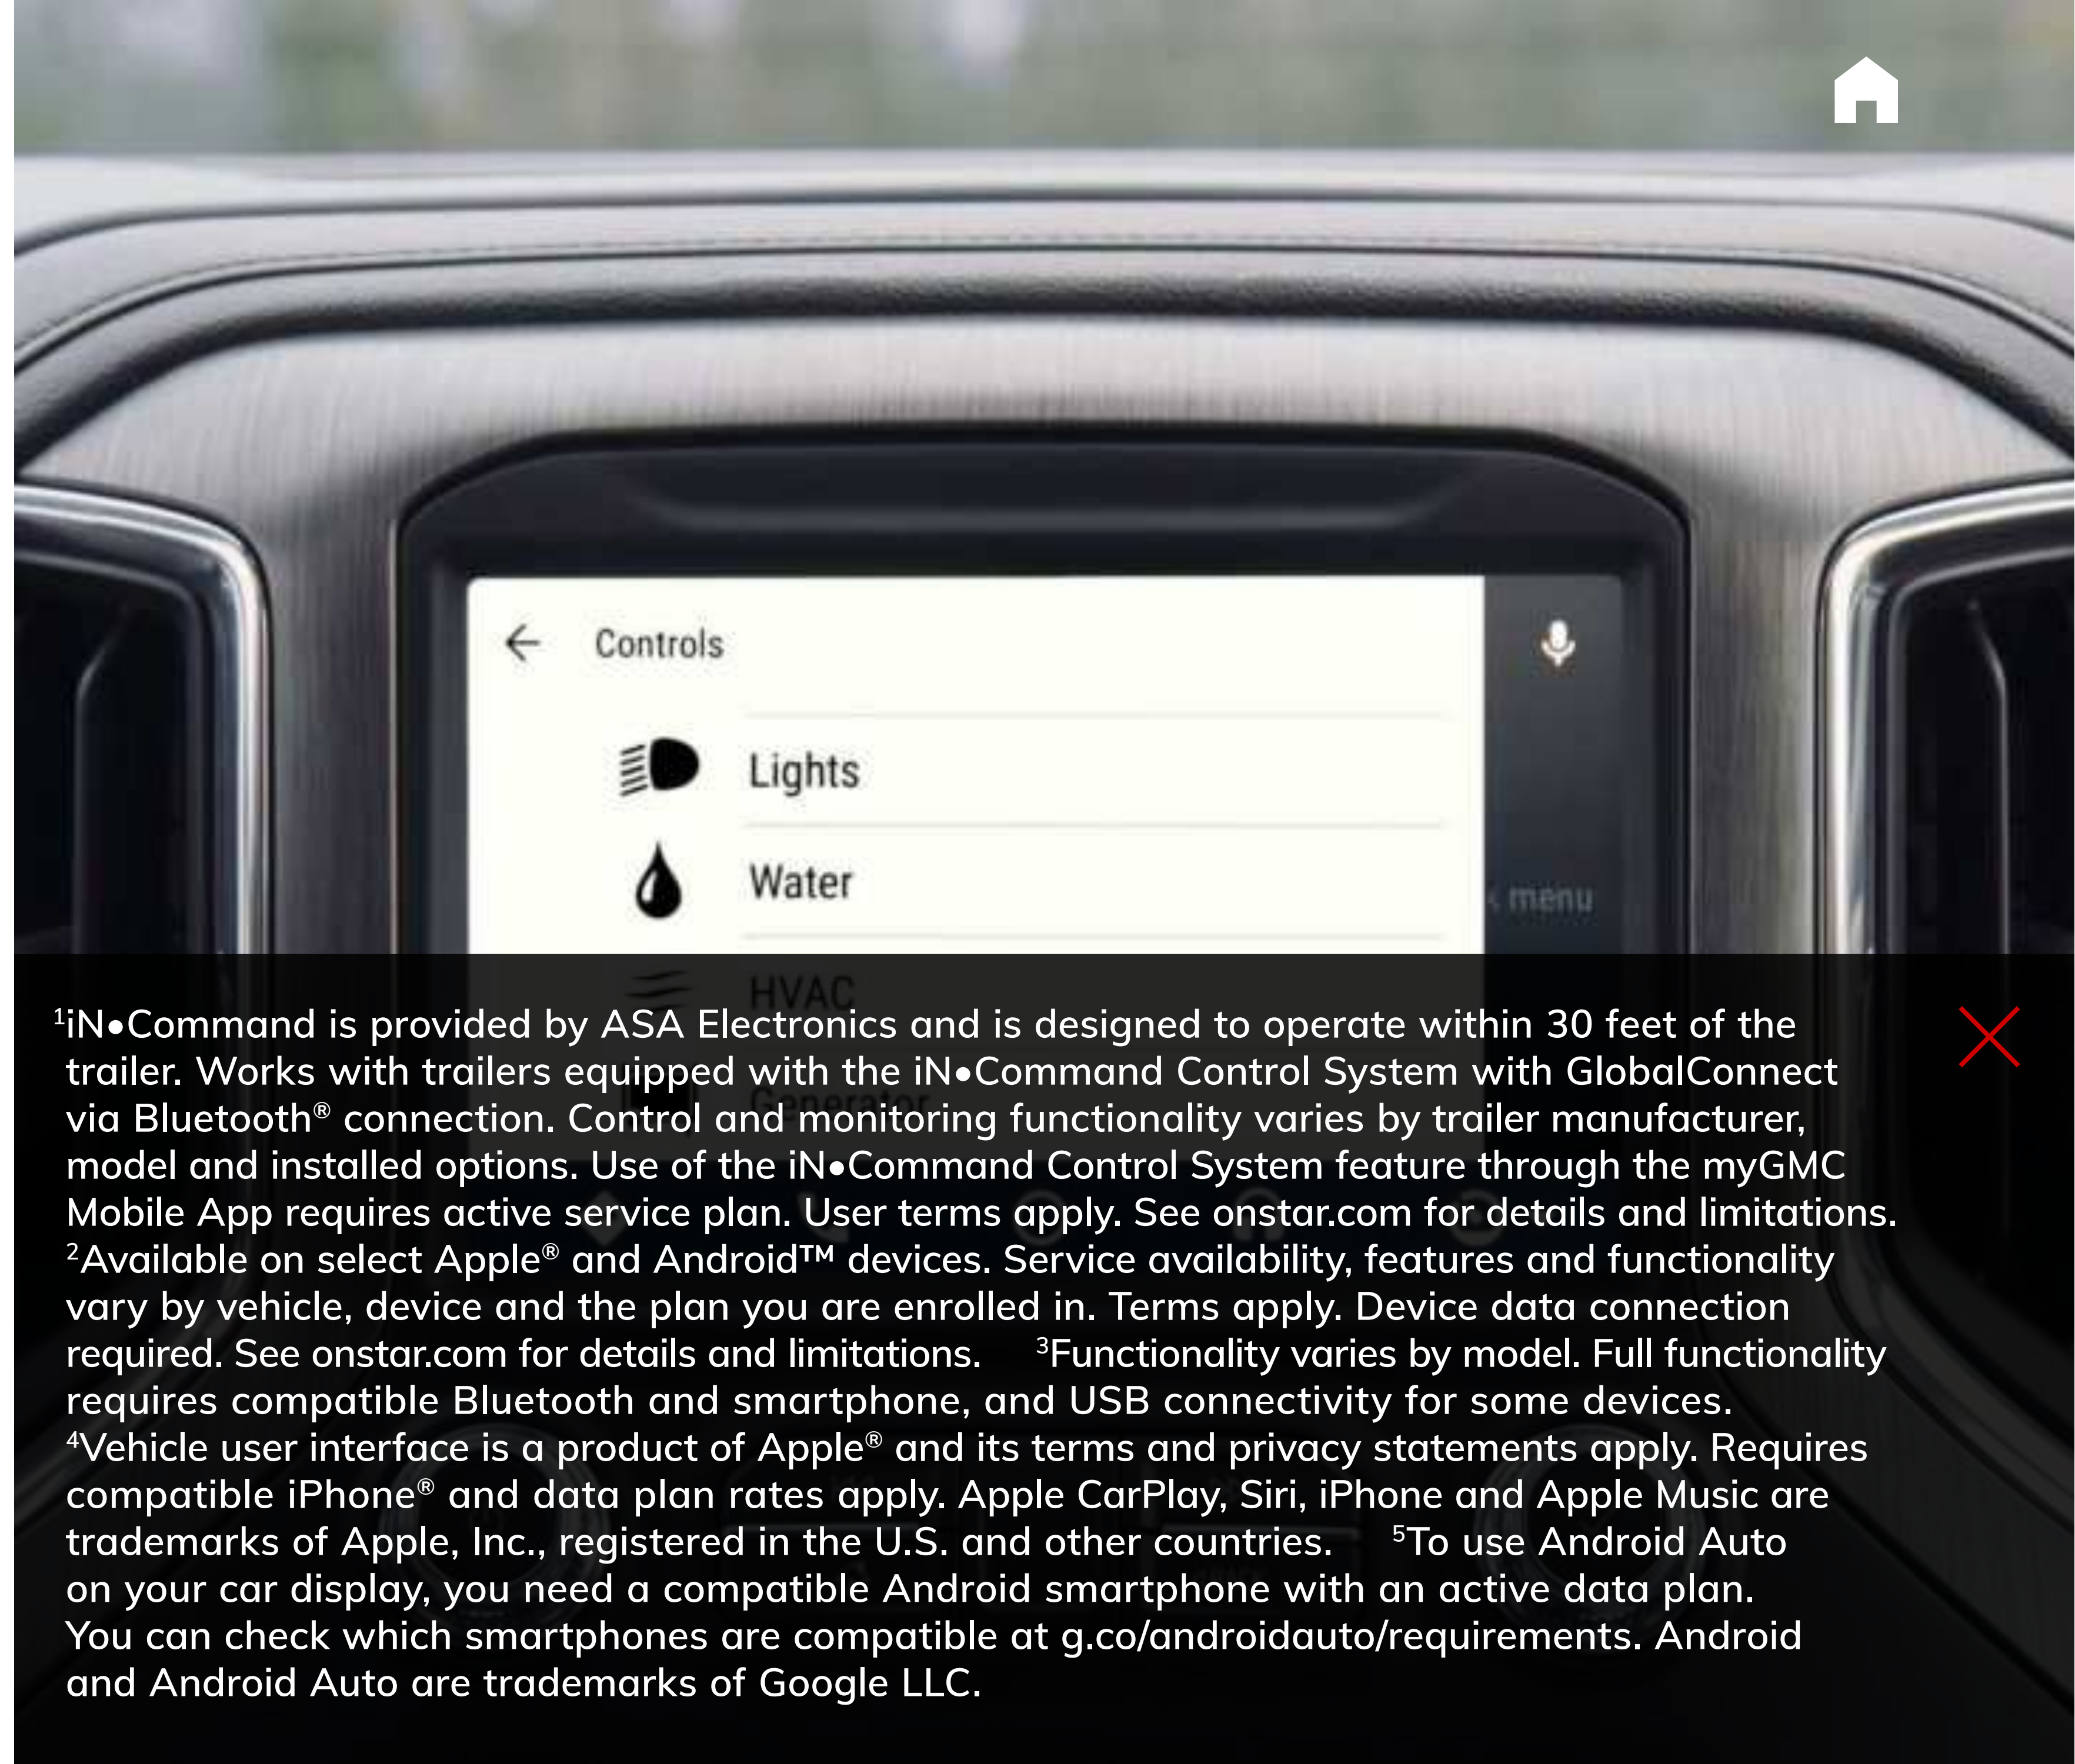 Controls
Lights
Water
menu
HVAC
Generator
¹iN•Command is provided by ASA Electronics and is designed to operate within 30 feet of the
trailer. Works with trailers equipped with the iN•Command Control System with GlobalConnect
via Bluetooth® connection. Control and monitoring functionality varies by trailer manufacturer,
model and installed options. Use of the iN•Command Control System feature through the myGMC
Mobile App requires active service plan. User terms apply. See onstar.com for details and limitations.
²Available on select Apple® and Android™ devices. Service availability, features and functionality
vary by vehicle, device and the plan you are enrolled in. Terms apply. Device data connection
required. See onstar.com for details and limitations. ³Functionality varies by model. Full functionality
requires compatible Bluetooth and smartphone, and USB connectivity for some devices.
⁴Vehicle user interface is a product of Apple® and its terms and privacy statements apply. Requires
compatible iPhone® and data plan rates apply. Apple CarPlay, Siri, iPhone and Apple Music are
trademarks of Apple, Inc., registered in the U.S. and other countries. ⁵To use Android Auto
on your car display, you need a compatible Android smartphone with an active data plan.
You can check which smartphones are compatible at g.co/androidauto/requirements. Android
and Android Auto are trademarks of Google LLC.